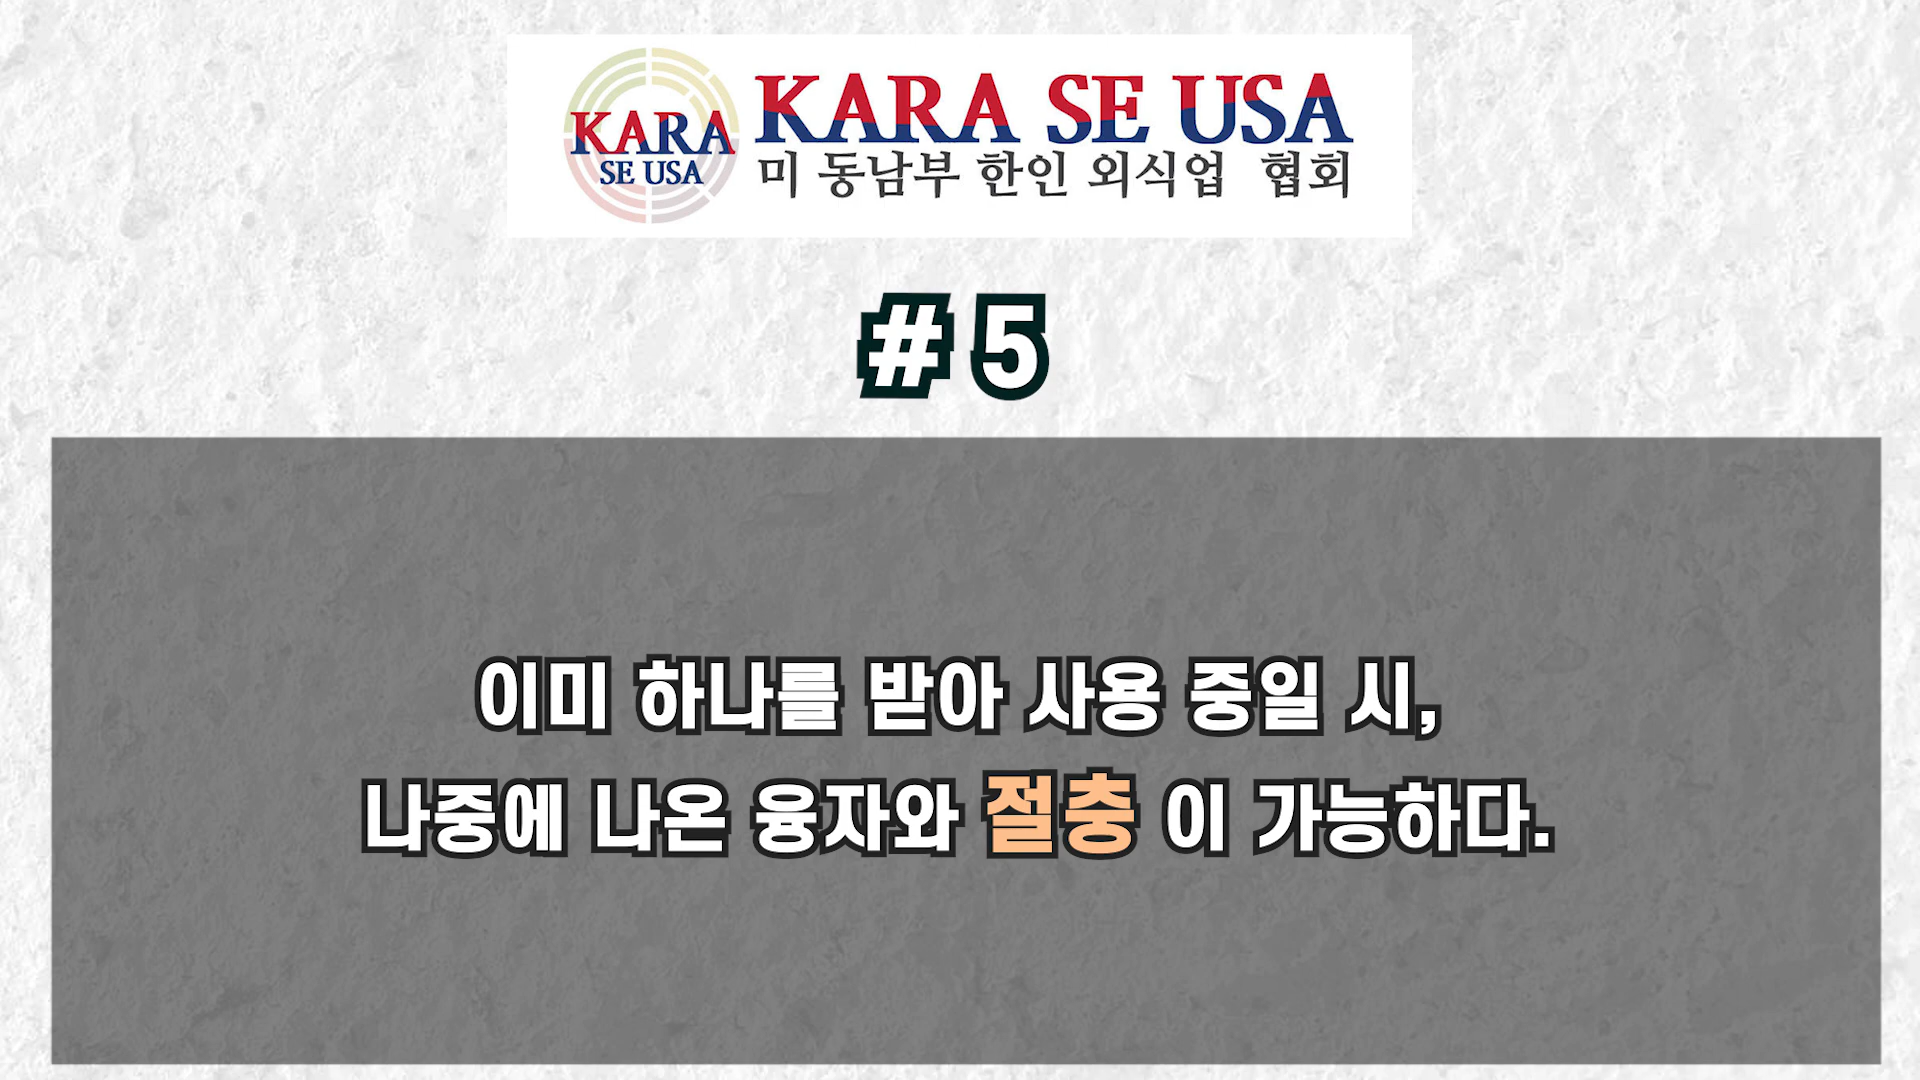 KARA
SE USA
KARA SE USA
미 동남부 한인 외식업 협회
#5
이미 하나를 받아 사용 중일 시,
나중에 나온 융자와 절충 이 가능하다.